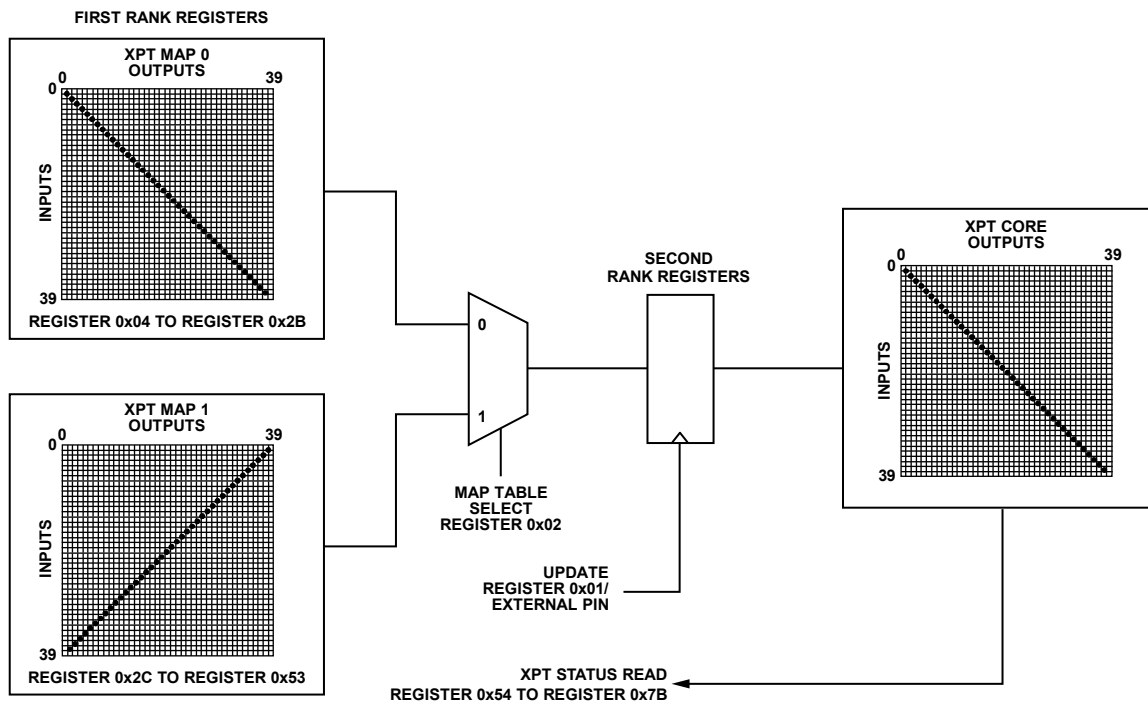 FIRST RANK REGISTERS
XPT MAP 0
OUTPUTS
0 39
0
INPUTS
39
REGISTER 0x04 TO REGISTER 0x2B
XPT MAP 1
OUTPUTS
0 39
0
INPUTS
39
REGISTER 0x2C TO REGISTER 0x53
0
1
MAP TABLE
SELECT
REGISTER 0x02
SECOND
RANK REGISTERS
UPDATE
REGISTER 0x01/
EXTERNAL PIN
XPT CORE
OUTPUTS
0 39
0
INPUTS
39
XPT STATUS READ
REGISTER 0x54 TO REGISTER 0x7B